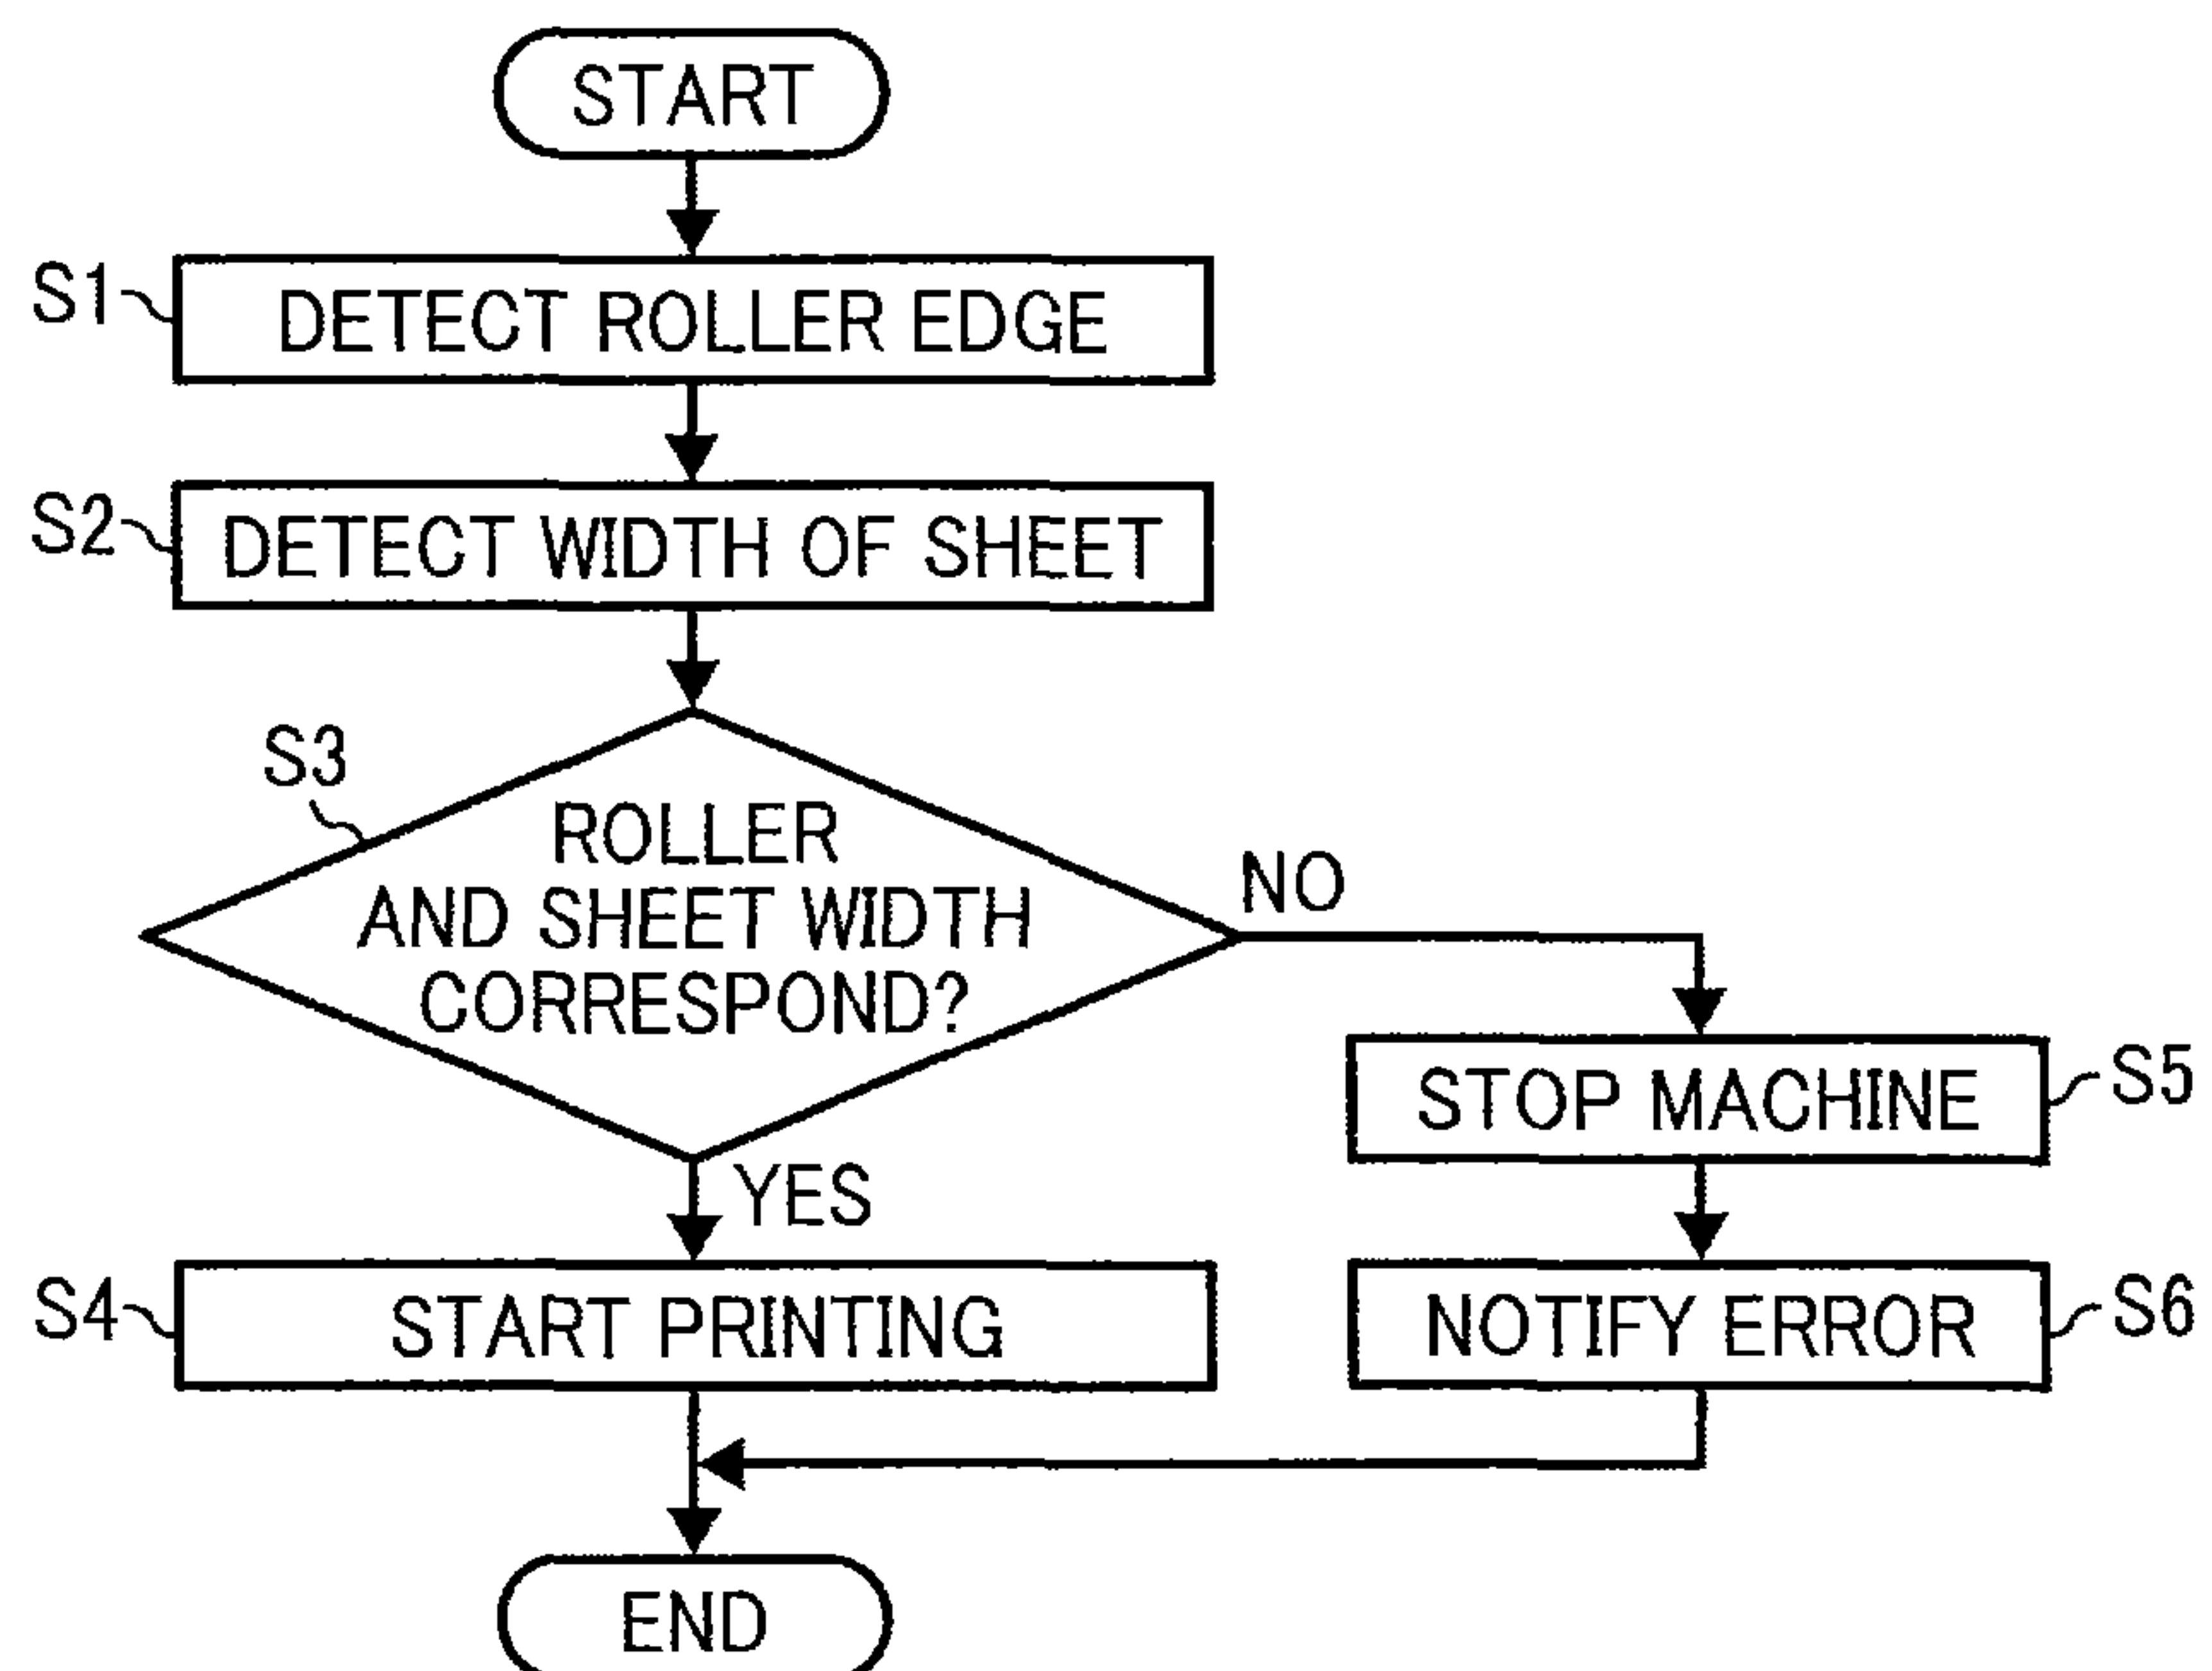 START
S1
DETECT ROLLER EDGE
S2
DETECT WIDTH OF SHEET
S3
ROLLER
AND SHEET WIDTH
CORRESPOND?
NO
YES
STOP MACHINE
S5
S4
START PRINTING
NOTIFY ERROR
S6
END